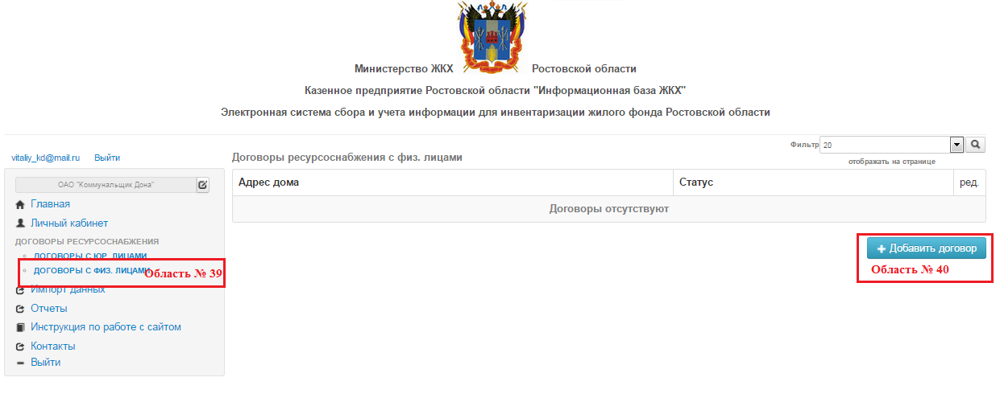 Министерство ЖКХ Ростовской области
Казенное предприятие Ростовской области "Информационная база ЖКХ"
Электронная система сбора и учета информации для инвентаризации жилого фонда Ростовской области
vitaliy_kd@mail.ru Выйти
ОАО "Коммунальщик Дона"
Главная
Личный кабинет
ДОГОВОРЫ РЕСУРСОСНАБЖЕНИЯ
ДОГОВОРЫ С ЮР. ЛИЦАМИ
ДОГОВОРЫ С ФИЗ. ЛИЦАМИ
Область № 39
Импорт данных
Отчеты
Инструкция по работе с сайтом
Контакты
Выйти
Фильтр 20
отображать на странице
Договоры ресурсоснабжения с физ. лицами
Адрес дома Статус ред.
Договоры отсутствуют
Добавить договор
Область № 40